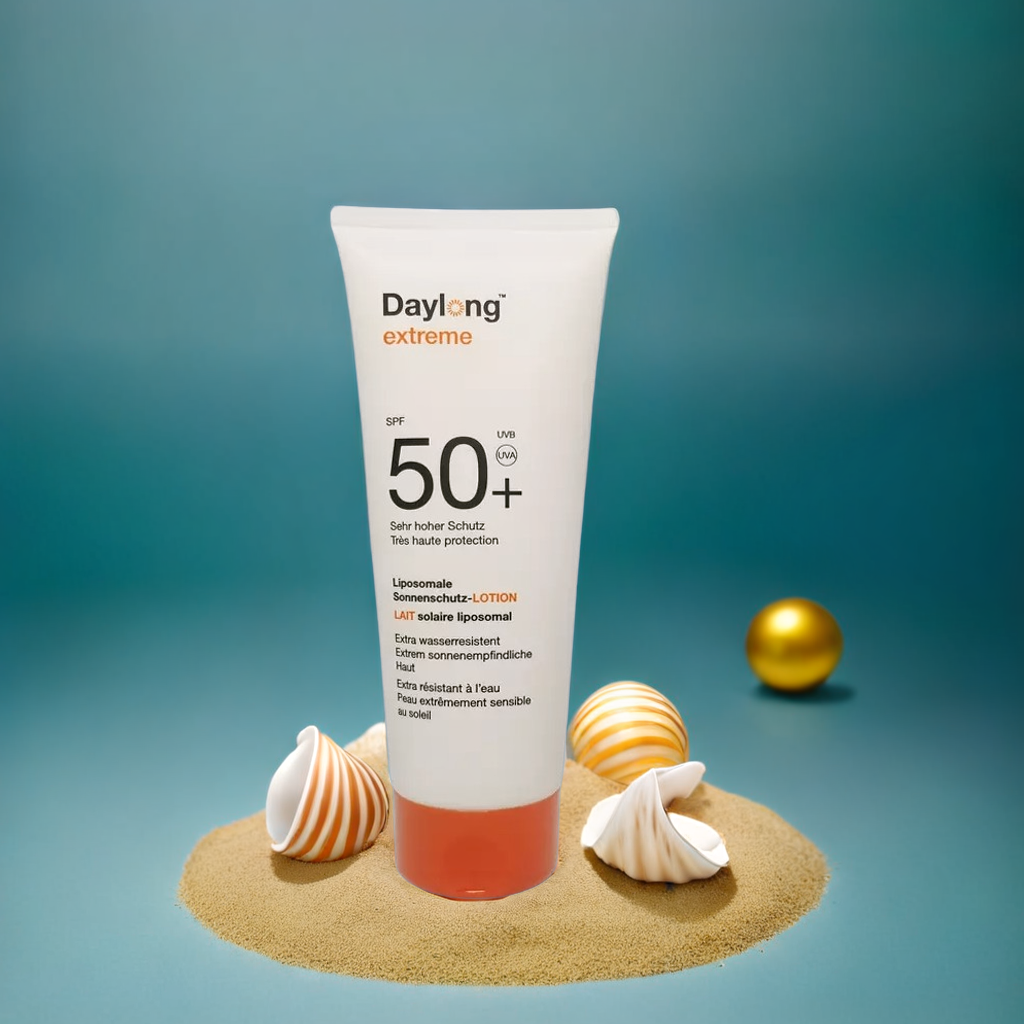 Daylong™
extreme
SPF
50+
UVB
UVA
Sehr hoher Schutz
Très haute protection
Liposomale
Sonnenschutz-LOTION
LAIT solaire liposomal
Extra wasserresistent
Extrem sonnenempfindliche
Haut
Extra résistant à l'eau
Peau extrêmement sensible
au soleil